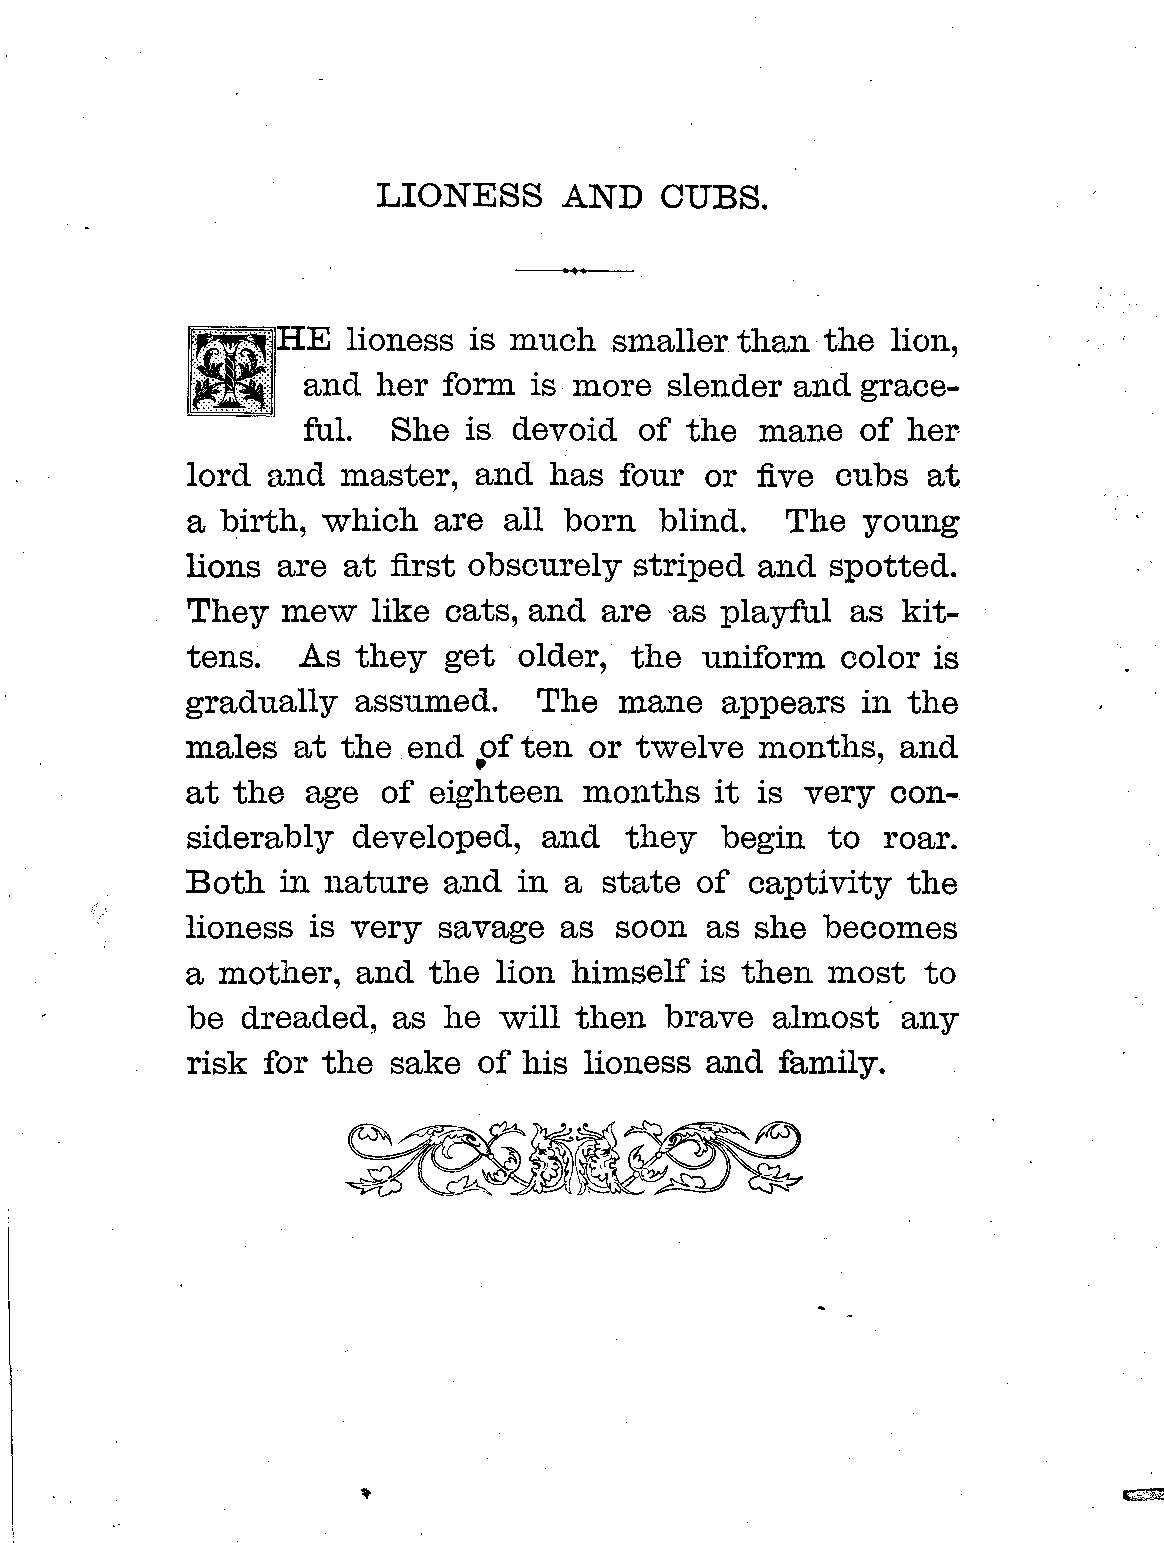 LIONESS AND CUBS.
THE lioness is much smaller than the lion,
and her form is more slender and grace-
ful. She is devoid of the mane of her
lord and master, and has four or five cubs at
a birth, which are all born blind. The young
lions are at first obscurely striped and spotted.
They mew like cats, and are as playful as kit-
tens. As they get older, the uniform color is
gradually assumed. The mane appears in the
males at the end of ten or twelve months, and
at the age of eighteen months it is very con-
siderably developed, and they begin to roar.
Both in nature and in a state of captivity the
lioness is very savage as soon as she becomes
a mother, and the lion himself is then most to
be dreaded, as he will then brave almost any
risk for the sake of his lioness and family.